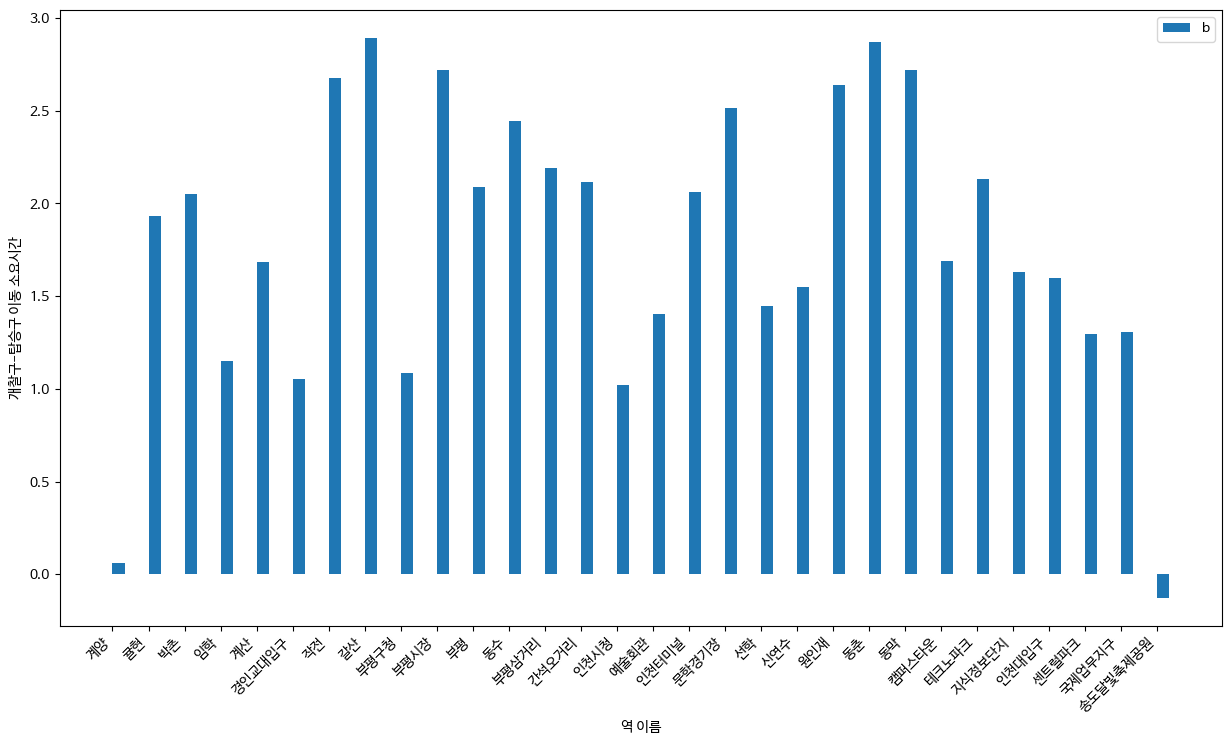 b
3.0
2.5
2.0
1.5
1.0
0.5
0.0
개찰구-탑승구 이동 소요시간
계양
귤현
박촌
임학
계산
경인교대입구
작전
갈산
부평구청
부평시장
부평
동수
부평삼거리
간석오거리
인천시청
예술회관
인천터미널
문학경기장
선학
신연수
원인재
동춘
동막
캠퍼스타운
테크노파크
지식정보단지
인천대입구
센트럴파크
국제업무지구
송도달빛축제공원
역 이름